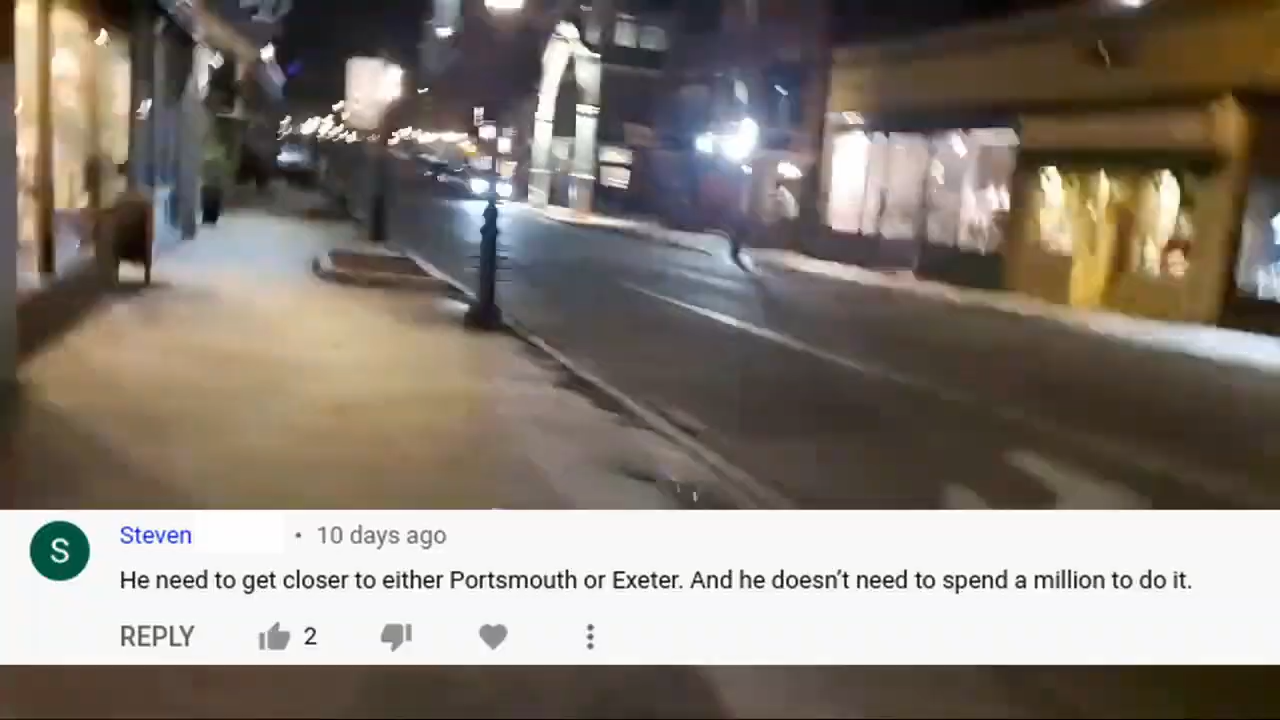 S
Steven • 10 days ago
He need to get closer to either Portsmouth or Exeter. And he doesn't need to spend a million to do it.
REPLY 2